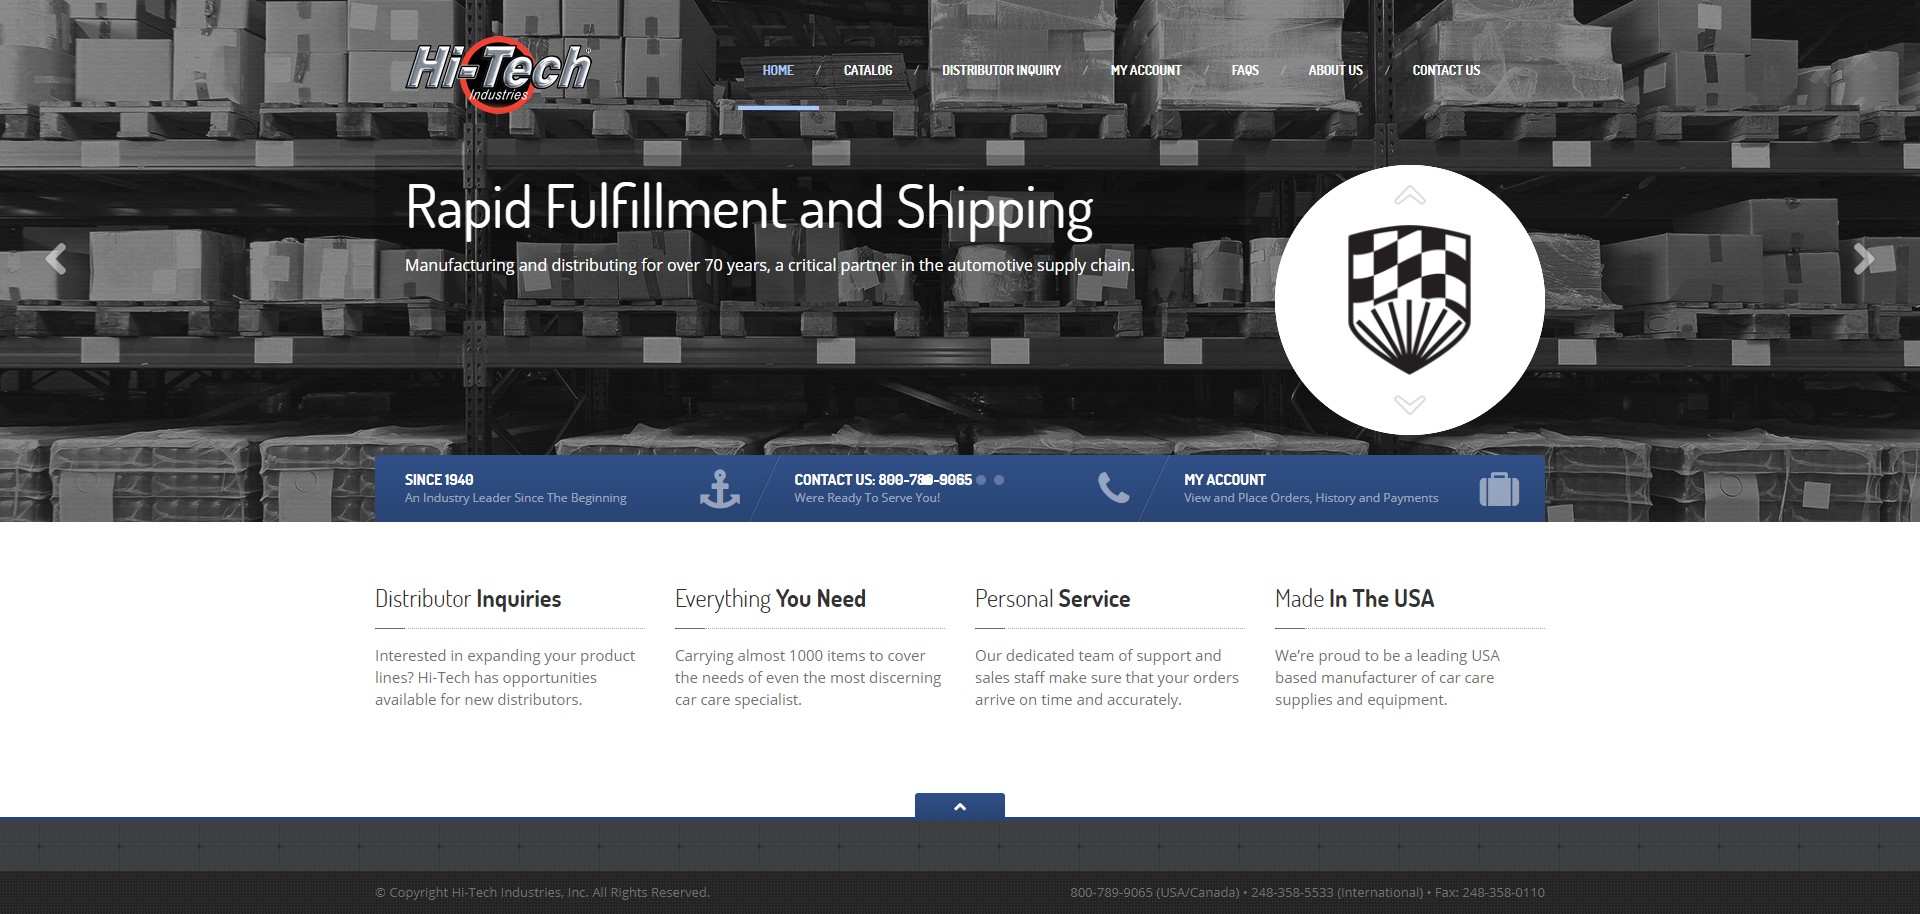 Hi-Tech®
Industries
HOME / CATALOG / DISTRIBUTOR INQUIRY / MY ACCOUNT / FAQS / ABOUT US / CONTACT US
Rapid Fulfillment and Shipping
Manufacturing and distributing for over 70 years, a critical partner in the automotive supply chain.
SINCE 1940
An Industry Leader Since The Beginning
CONTACT US: 800-789-9065
Were Ready To Serve You!
MY ACCOUNT
View and Place Orders, History and Payments
Distributor Inquiries
Interested in expanding your product
lines? Hi-Tech has opportunities
available for new distributors.
Everything You Need
Carrying almost 1000 items to cover
the needs of even the most discerning
car care specialist.
Personal Service
Our dedicated team of support and
sales staff make sure that your orders
arrive on time and accurately.
Made In The USA
We’re proud to be a leading USA
based manufacturer of car care
supplies and equipment.
© Copyright Hi-Tech Industries, Inc. All Rights Reserved.
800-789-9065 (USA/Canada) • 248-358-5533 (International) • Fax: 248-358-0110